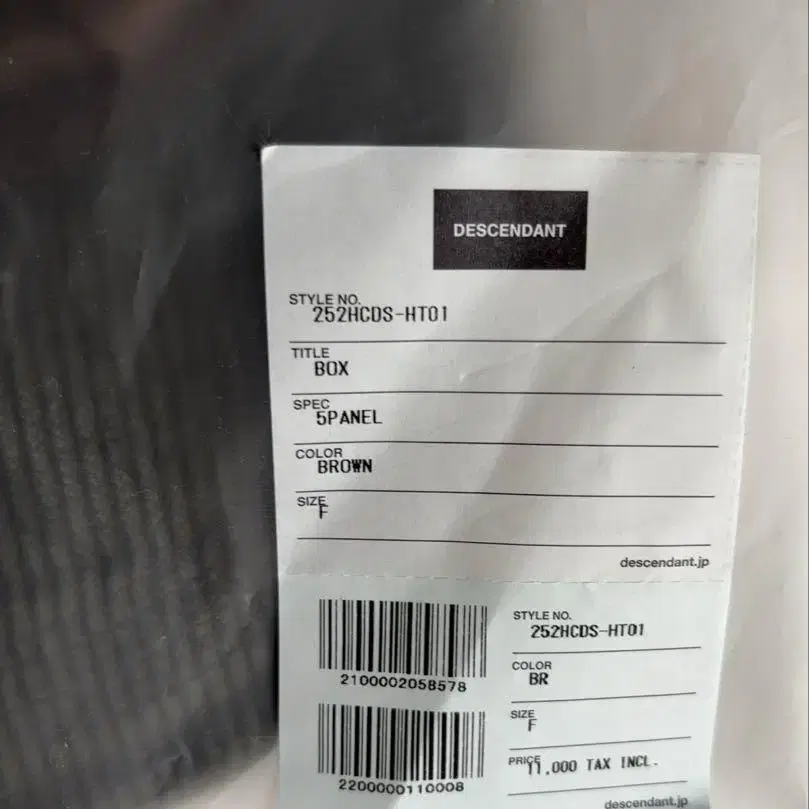 DESCENDANT
STYLE NO.
252HCDS-HT01
TITLE
BOX
SPEC
5PANEL
COLOR
BROWN
SIZE
F
descendant.jp
2100002058578
2200000110008
STYLE NO.
252HCDS-HT01
COLOR
BR
SIZE
F
PRICE
11,000 TAX INCL.
descendant.jp